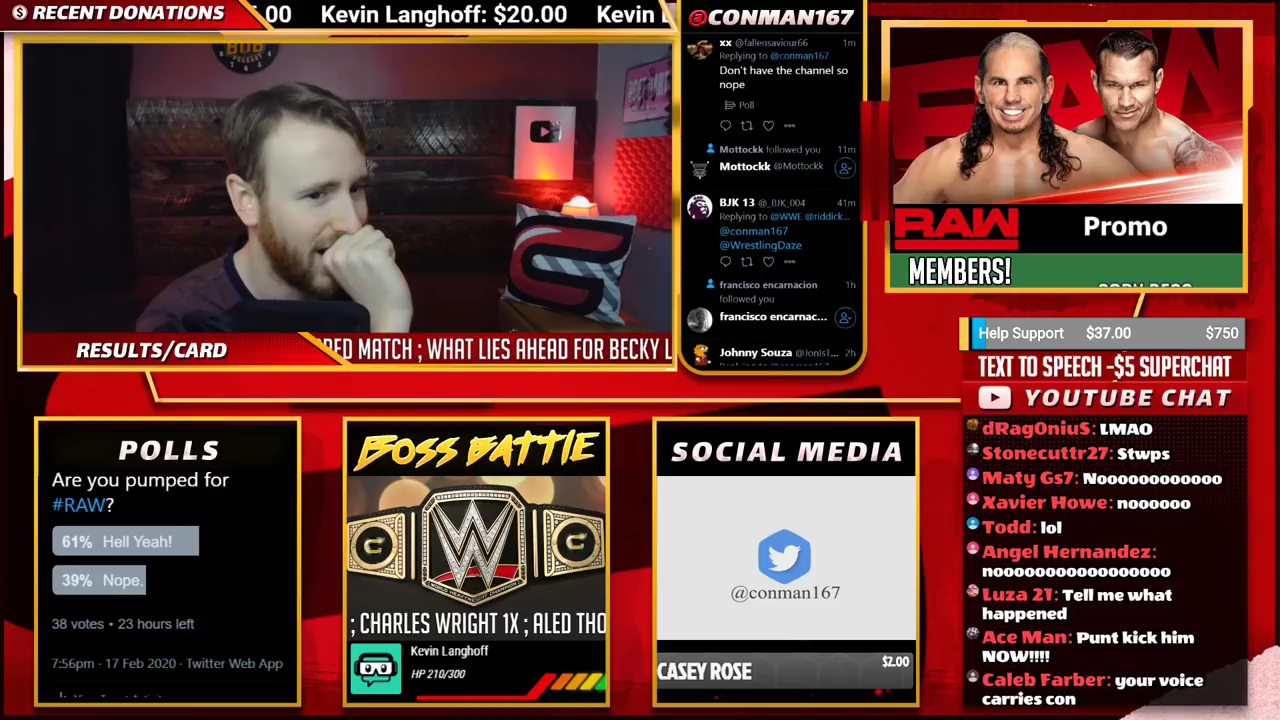 RECENT DONATIONS
.00 Kevin Langhoff: $20.00 Kevin L
@CONMAN167
xx @fallensaviour66 1m
Replying to @conman167
Don't have the channel so
nope
Poll
Mottockk followed you 11m
Mottockk @Mottockk
BJK 13 @_BJK_004 41m
Replying to @WWE @riddick...
@conman167
@WrestlingDaze
francisco encarnacion 1h
followed you
francisco encarnac...
Johnny Souza @JonIsT... 2h
RAW
Promo
MEMBERS!
RESULTS/CARD
RED MATCH ; WHAT LIES AHEAD FOR BECKY L
Help Support $37.00 $750
TEXT TO SPEECH -$5 SUPERCHAT
YOUTUBE CHAT
dRagOniuS: LMAO
Stonecuttr27: Stwps
Maty Gs7: Noooooooooooo
Xavier Howe: nooooooo
Todd: lol
Angel Hernandez:
noooooooooooooooo
Luza 21: Tell me what
happened
Ace Man: Punt kick him
NOW!!!!
Caleb Farber: your voice
carries con
POLLS
Are you pumped for
#RAW?
61% Hell Yeah!
39% Nope.
38 votes • 23 hours left
7:56pm · 17 Feb 2020 · Twitter Web App
BOSS BATTLE
; CHARLES WRIGHT 1X ; ALED THO
Kevin Langhoff
HP 210/300
SOCIAL MEDIA
@conman167
CASEY ROSE $2.00